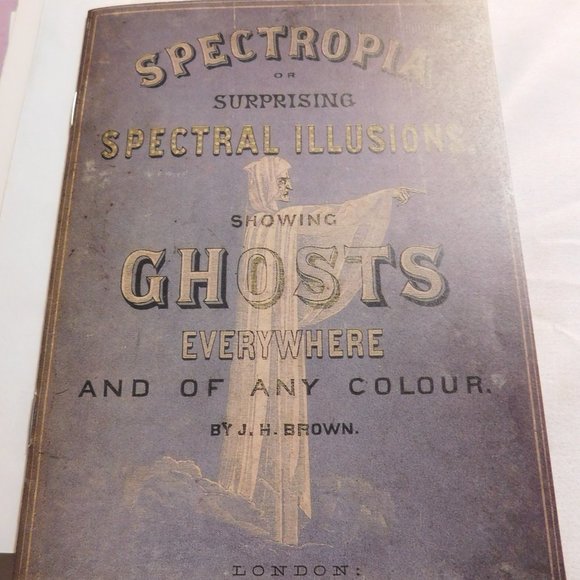 SPECTROPIA
OR
SURPRISING
SPECTRAL ILLUSIONS.
SHOWING
GHOSTS
EVERYWHERE
AND OF ANY COLOUR.
BY J. H. BROWN.
LONDON: